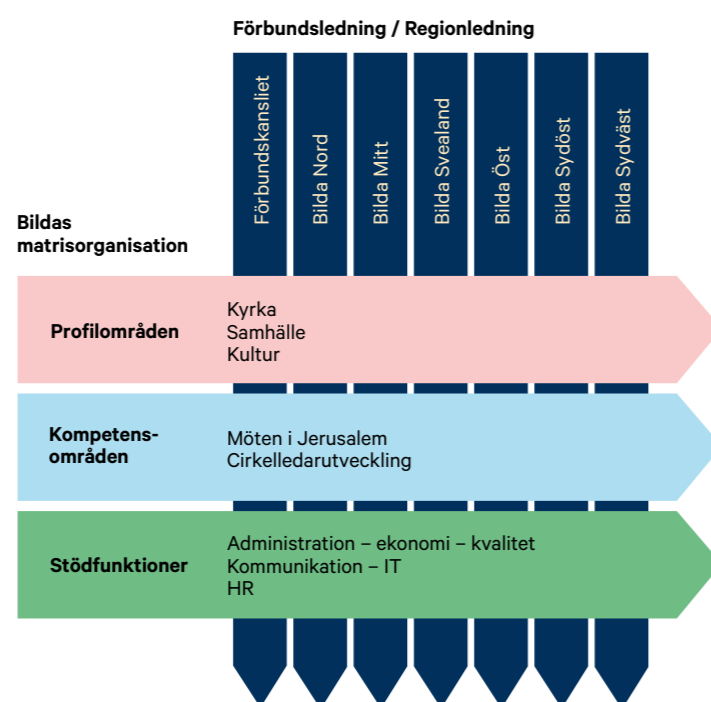 Förbundsledning / Regionledning
Förbundskansliet
Bilda Nord
Bilda Mitt
Bilda Svealand
Bilda Öst
Bilda Sydöst
Bilda Sydväst
Bildas
matrisorganisation
Profilområden
Kyrka
Samhälle
Kultur
Kompetens-
områden
Möten i Jerusalem
Cirkelledarutveckling
Stödfunktioner
Administration – ekonomi – kvalitet
Kommunikation – IT
HR